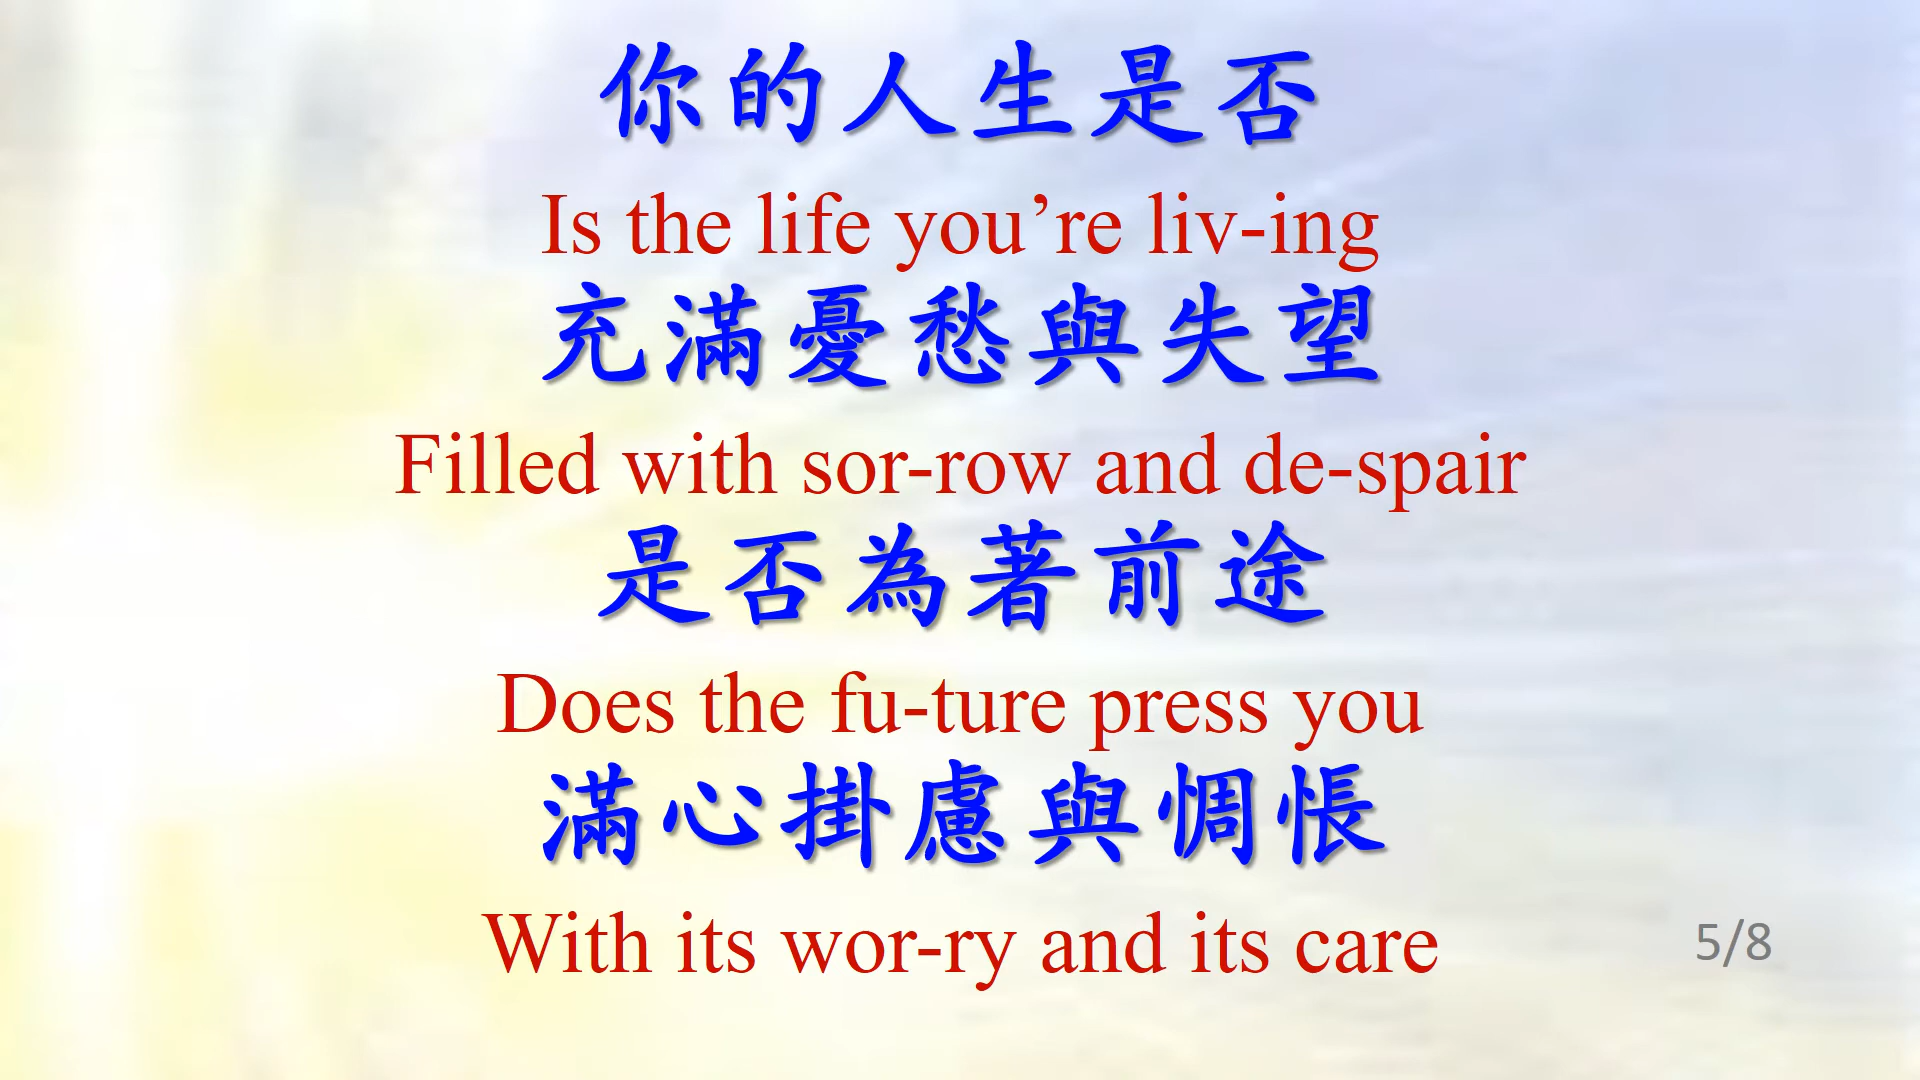 你的人生是否
Is the life you’re liv-ing
充滿憂愁與失望
Filled with sor-row and de-spair
是否為著前途
Does the fu-ture press you
滿心掛慮與惆悵
With its wor-ry and its care
5/8